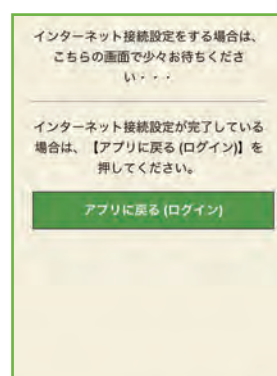 インターネット接続設定をする場合は、
こちらの画面で少々お待ちくださ
い・・・
インターネット接続設定が完了している
場合は、【アプリに戻る (ログイン)】を
押してください。
アプリに戻る (ログイン)